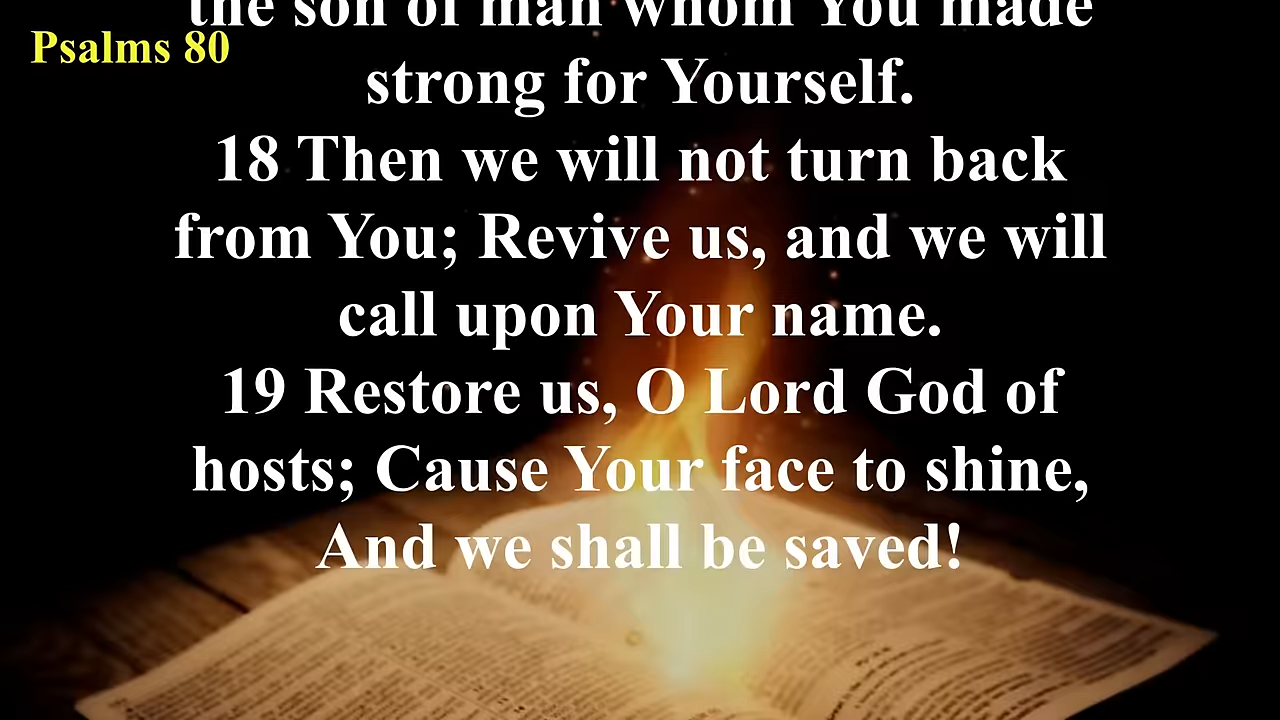 the son of man whom You made
Psalms 80
strong for Yourself.
18 Then we will not turn back
from You; Revive us, and we will
call upon Your name.
19 Restore us, O Lord God of
hosts; Cause Your face to shine,
And we shall be saved!